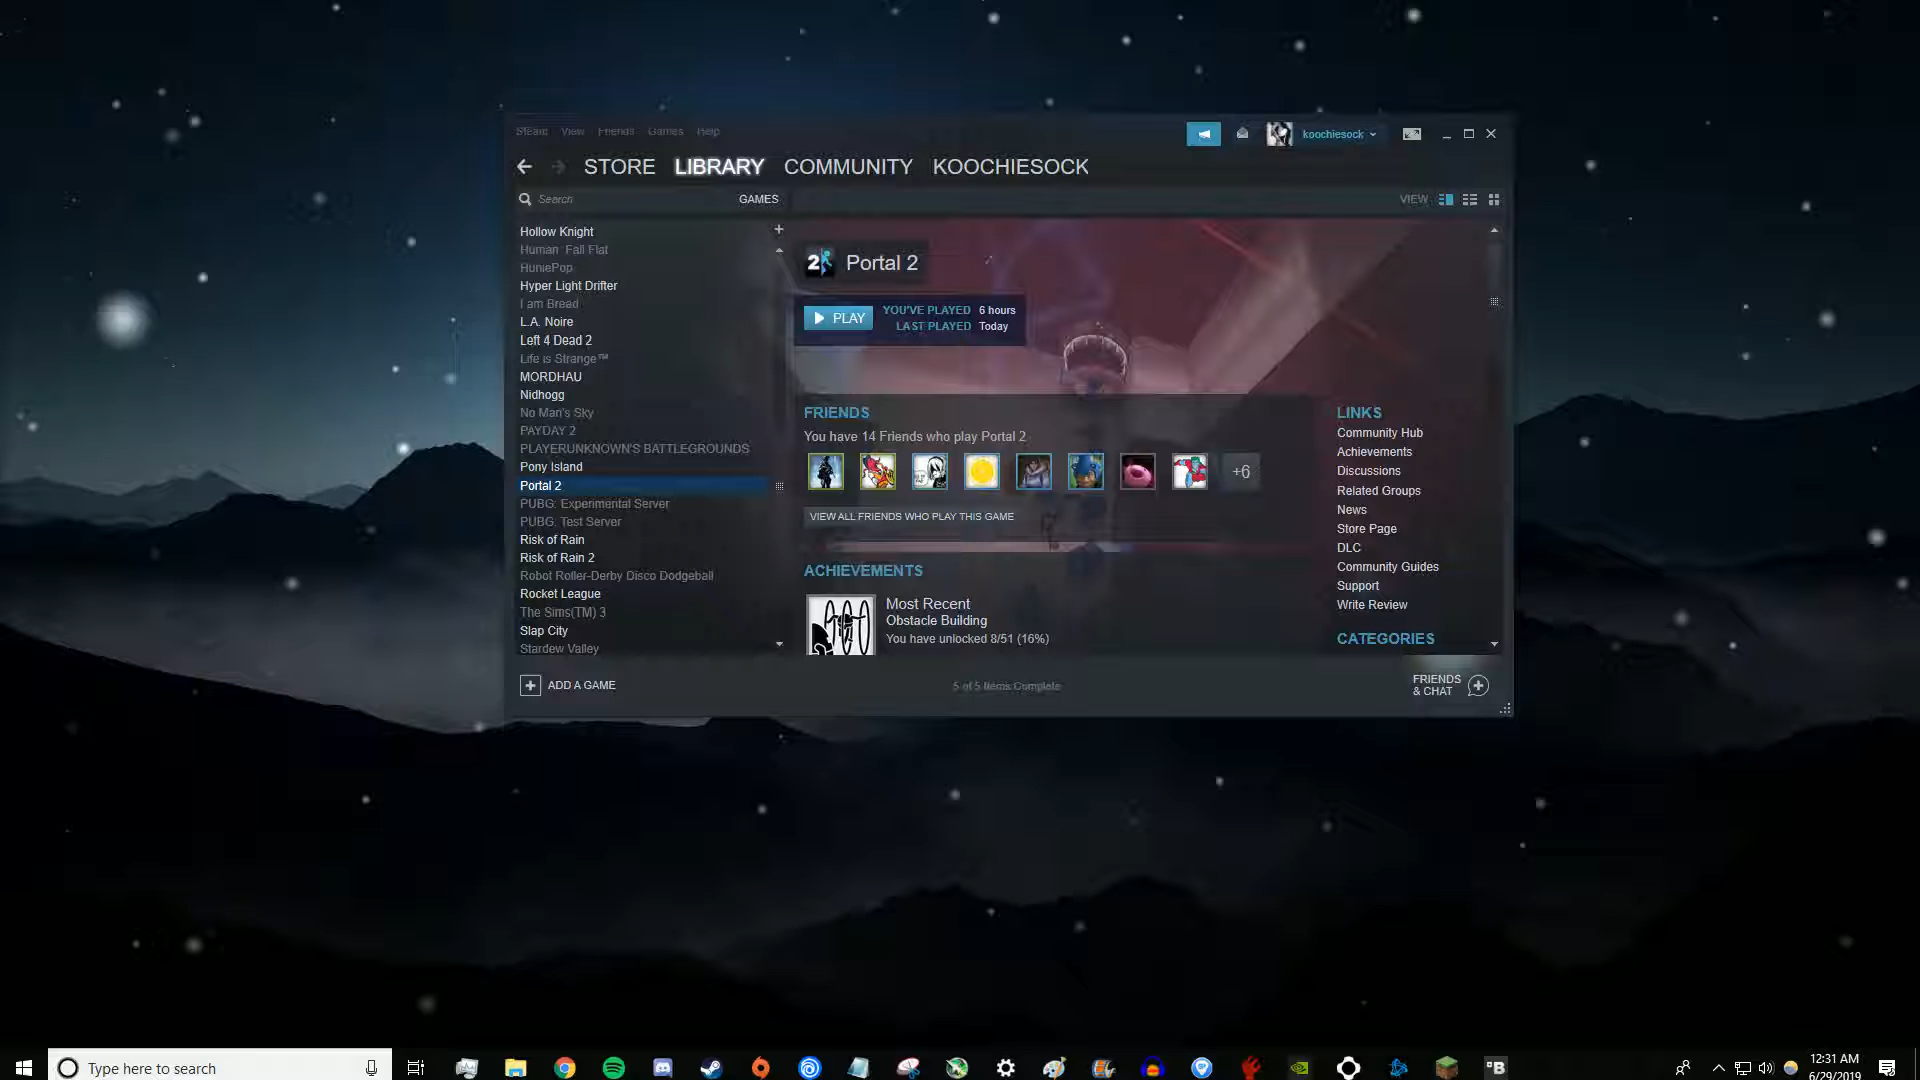 Steam View Friends Games Help
koochiesock
STORE LIBRARY COMMUNITY KOOCHIESOCK
Search GAMES
VIEW
Hollow Knight
Human: Fall Flat
HuniePop
Hyper Light Drifter
I am Bread
L.A. Noire
Left 4 Dead 2
Life is Strange™
MORDHAU
Nidhogg
No Man's Sky
PAYDAY 2
PLAYERUNKNOWN'S BATTLEGROUNDS
Pony Island
Portal 2
PUBG: Experimental Server
PUBG: Test Server
Risk of Rain
Risk of Rain 2
Robot Roller-Derby Disco Dodgeball
Rocket League
The Sims(TM) 3
Slap City
Stardew Valley
ADD A GAME
2 Portal 2
PLAY
YOU'VE PLAYED 6 hours
LAST PLAYED Today
FRIENDS
You have 14 Friends who play Portal 2
+6
VIEW ALL FRIENDS WHO PLAY THIS GAME
ACHIEVEMENTS
Most Recent
Obstacle Building
You have unlocked 8/51 (16%)
LINKS
Community Hub
Achievements
Discussions
Related Groups
News
Store Page
DLC
Community Guides
Support
Write Review
CATEGORIES
5 of 5 Items Complete
FRIENDS
& CHAT
Type here to search
B
12:31 AM
6/29/2019